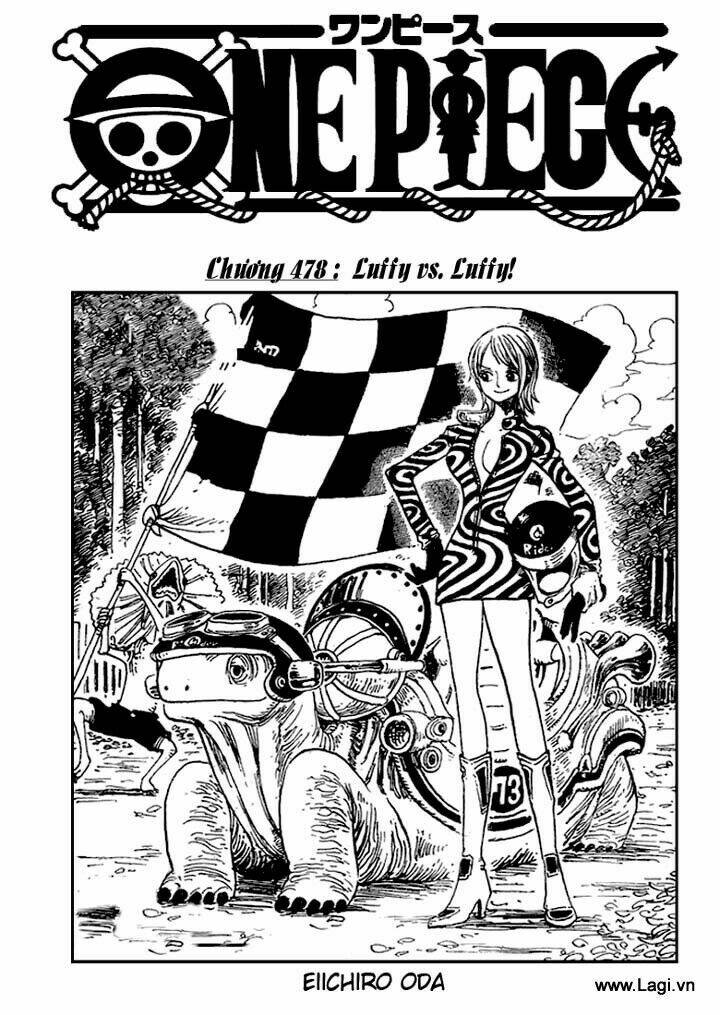 ワンピース
ONE PIECE
Chương 478 : Luffy vs. Luffy!
Ride
73
EIICHIRO ODA
www.Lagi.vn